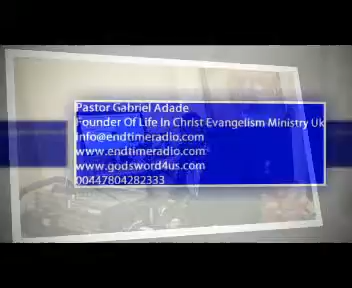 Pastor Gabriel Adade
Founder Of Life In Christ Evangelism Ministry Uk
info@endtimeradio.com
www.endtimeradio.com
www.godsword4us.com
00447804282333